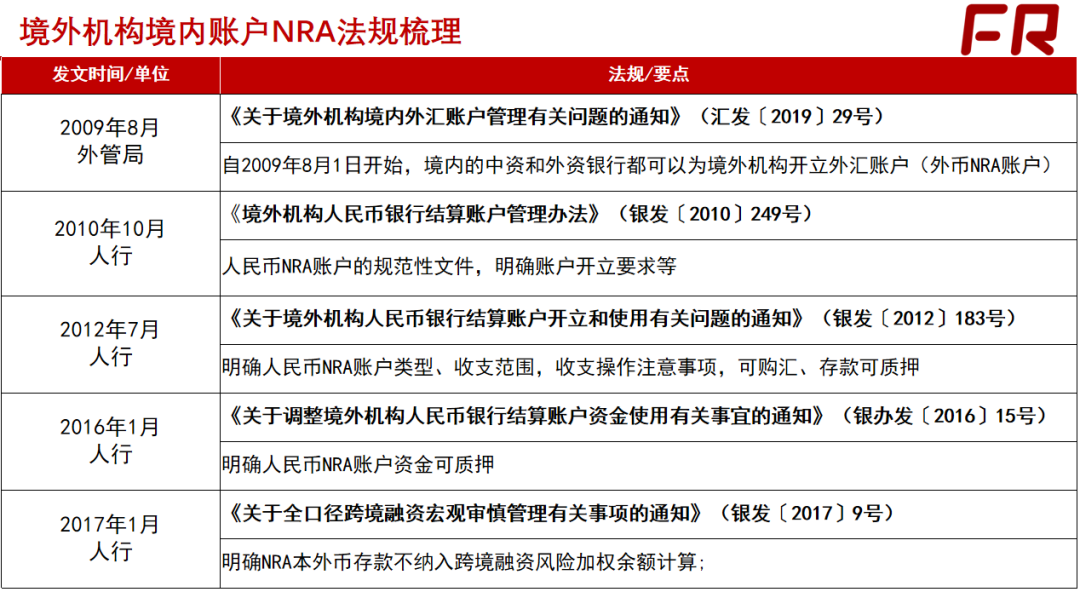 境外机构境内账户NRA法规梳理
FR
发文时间/单位
法规/要点
2009年8月
外管局
《关于境外机构境内外汇账户管理有关问题的通知》（汇发〔2019〕29号）
自2009年8月1日开始，境内的中资和外资银行都可以为境外机构开立外汇账户（外币NRA账户）
2010年10月
人行
《境外机构人民币银行结算账户管理办法》（银发〔2010〕249号）
人民币NRA账户的规范性文件，明确账户开立要求等
2012年7月
人行
《关于境外机构人民币银行结算账户开立和使用有关问题的通知》（银发〔2012〕183号）
明确人民币NRA账户类型、收支范围，收支操作注意事项，可购汇、存款可质押
2016年1月
人行
《关于调整境外机构人民币银行结算账户资金使用有关事宜的通知》（银办发〔2016〕15号）
明确人民币NRA账户资金可质押
2017年1月
人行
《关于全口径跨境融资宏观审慎管理有关事项的通知》（银发〔2017〕9号）
明确NRA本外币存款不纳入跨境融资风险加权余额计算;